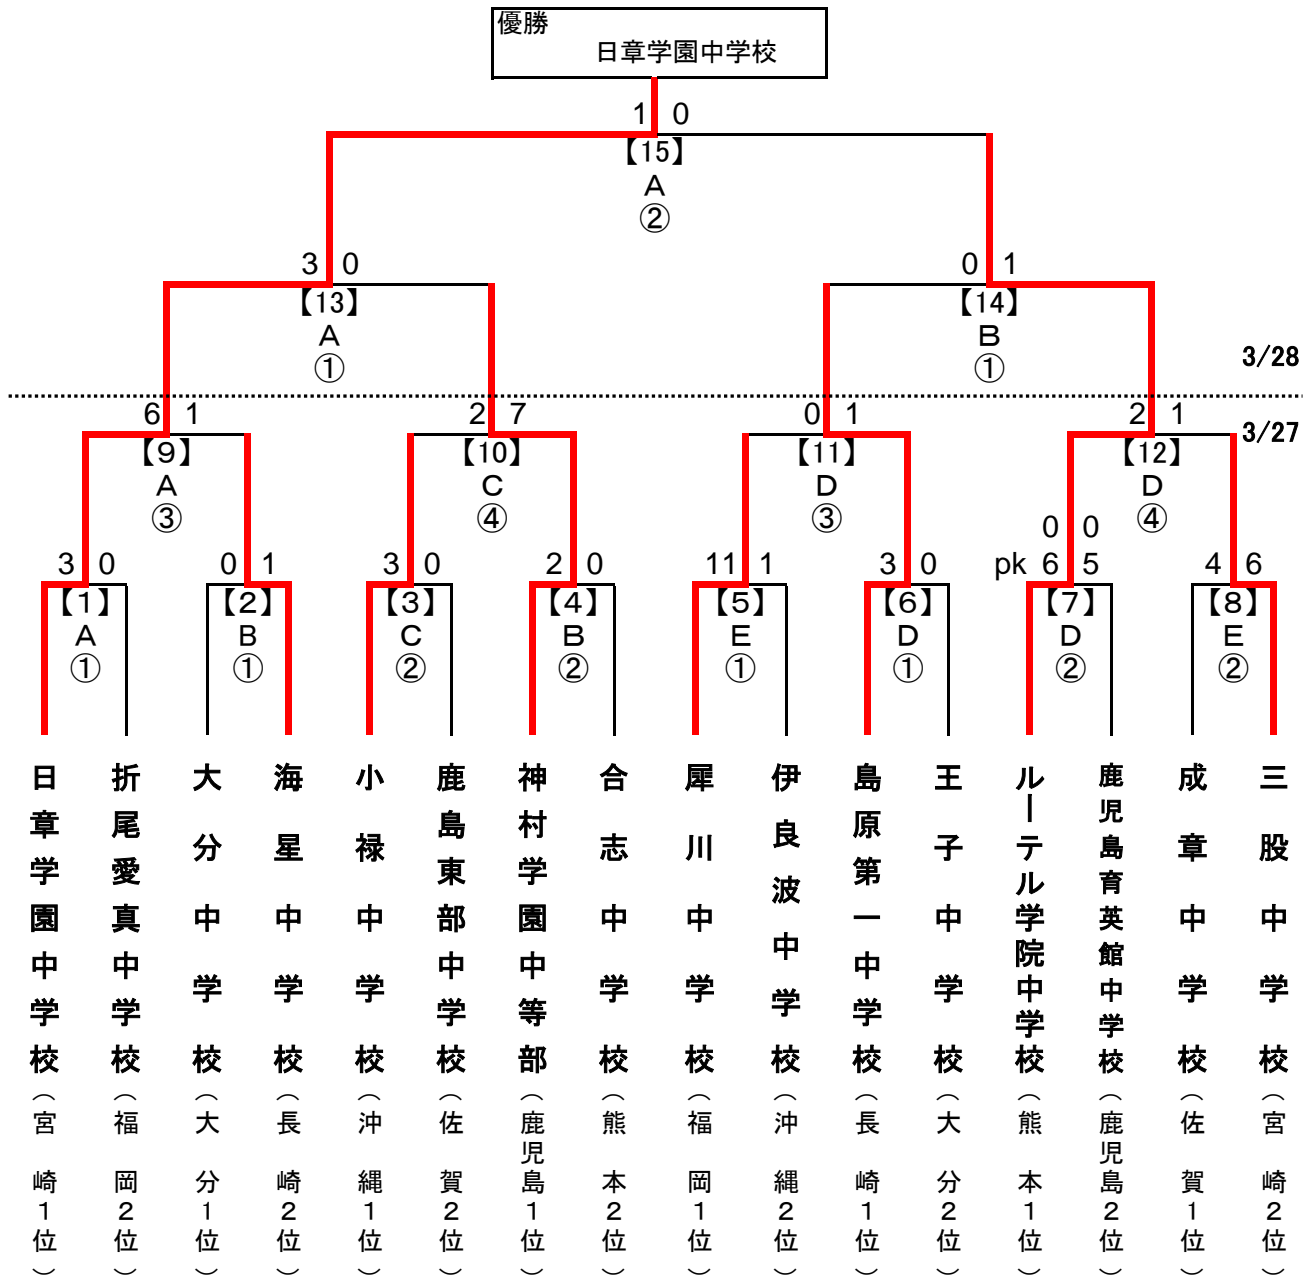 優勝
日章学園中学校
1 0
【15】
A
②
3 0
【13】
A
①
0 1
【14】
B
①
3/28
6 1
【9】
A
③
2 7
【10】
C
④
0 1
【11】
D
③
2 1
【12】
D
④
3/27
3 0
【1】
A
①
0 1
【2】
B
①
3 0
【3】
C
②
2 0
【4】
B
②
11 1
【5】
E
①
3 0
【6】
D
①
0 0
pk 6 5
【7】
D
②
4 6
【8】
E
②
日章学園中学校（宮崎1位）
折尾愛真中学校（福岡2位）
大分中学校（大分1位）
海星中学校（長崎2位）
小禄中学校（沖縄1位）
鹿島東部中学校（佐賀2位）
神村学園中等部（鹿児島1位）
合志中学校（熊本2位）
犀川中学校（福岡1位）
伊良波中学校（沖縄2位）
島原第一中学校（長崎1位）
王子中学校（大分2位）
ルーテル学院中学校（熊本1位）
鹿児島育英館中学校（鹿児島2位）
成章中学校（佐賀1位）
三股中学校（宮崎2位）